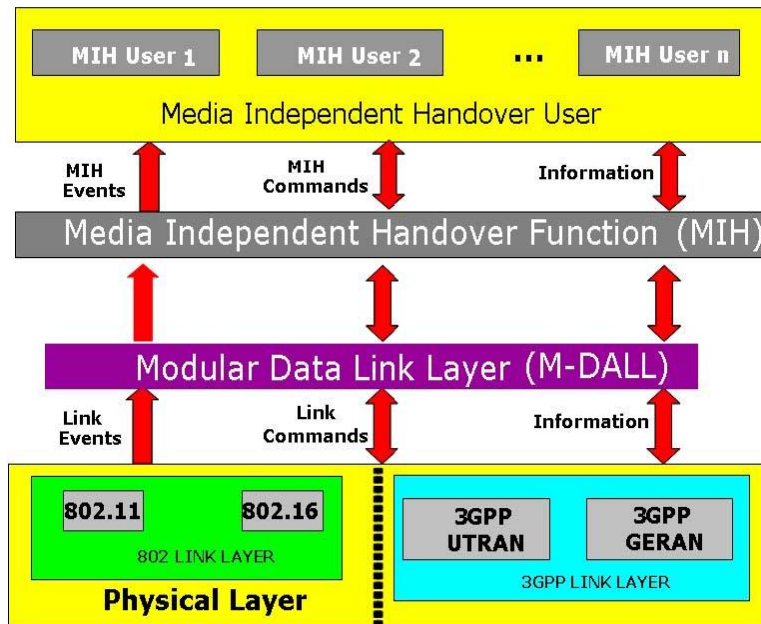 MIH User 1
MIH User 2
...
MIH User n
Media Independent Handover User
MIH
Events
MIH
Commands
Information
Media Independent Handover Function (MIH)
Modular Data Link Layer (M-DALL)
Link
Events
Link
Commands
Information
802.11
802.16
802 LINK LAYER
Physical Layer
3GPP
UTRAN
3GPP
GERAN
3GPP LINK LAYER